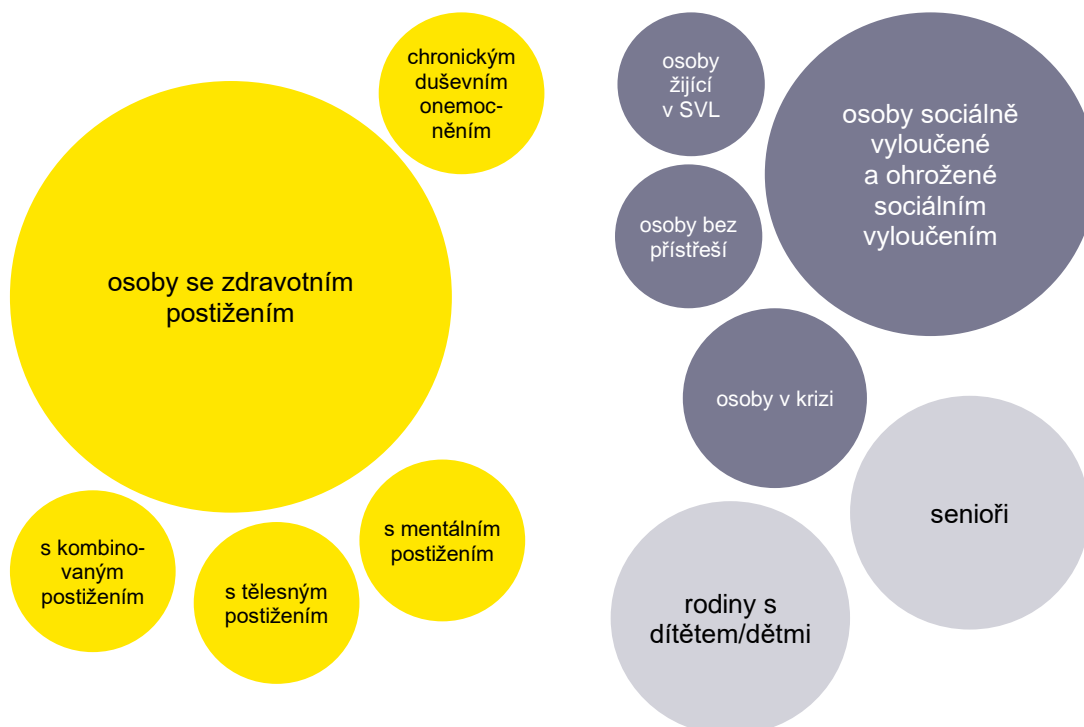 chronickým
duševním
onemoc-
něním
osoby se zdravotním
postižením
s kombino-
vaným
postižením
s tělesným
postižením
s mentálním
postižením
osoby
žijící
v SVL
osoby sociálně
vyloučené
a ohrožené
sociálním
vyloučením
osoby bez
přístřeší
osoby v krizi
senioři
rodiny s
dítětem/dětmi